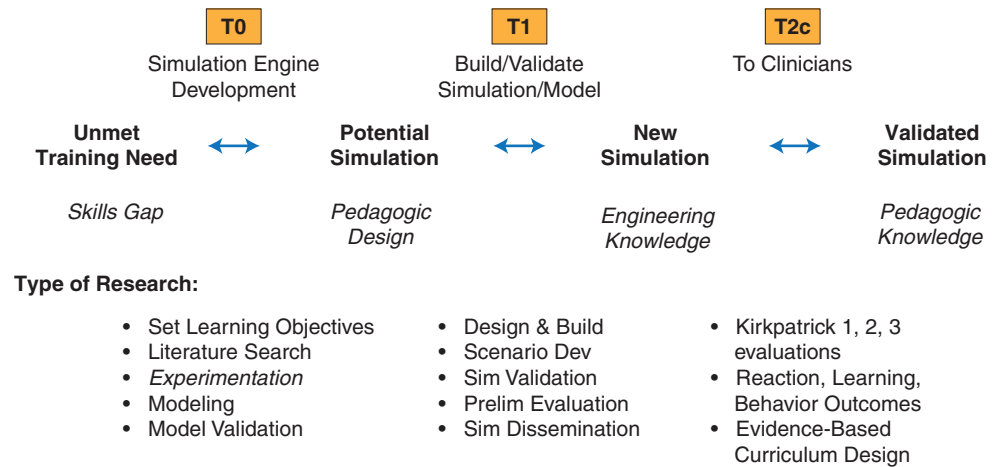 T0
T1
T2c
Simulation Engine
Development
Build/Validate
Simulation/Model
To Clinicians
Unmet
Training Need
Potential
Simulation
New
Simulation
Validated
Simulation
Skills Gap
Pedagogic
Design
Engineering
Knowledge
Pedagogic
Knowledge
Type of Research:
• Set Learning Objectives
• Literature Search
• Experimentation
• Modeling
• Model Validation
• Design & Build
• Scenario Dev
• Sim Validation
• Prelim Evaluation
• Sim Dissemination
• Kirkpatrick 1, 2, 3
evaluations
• Reaction, Learning,
Behavior Outcomes
• Evidence-Based
Curriculum Design